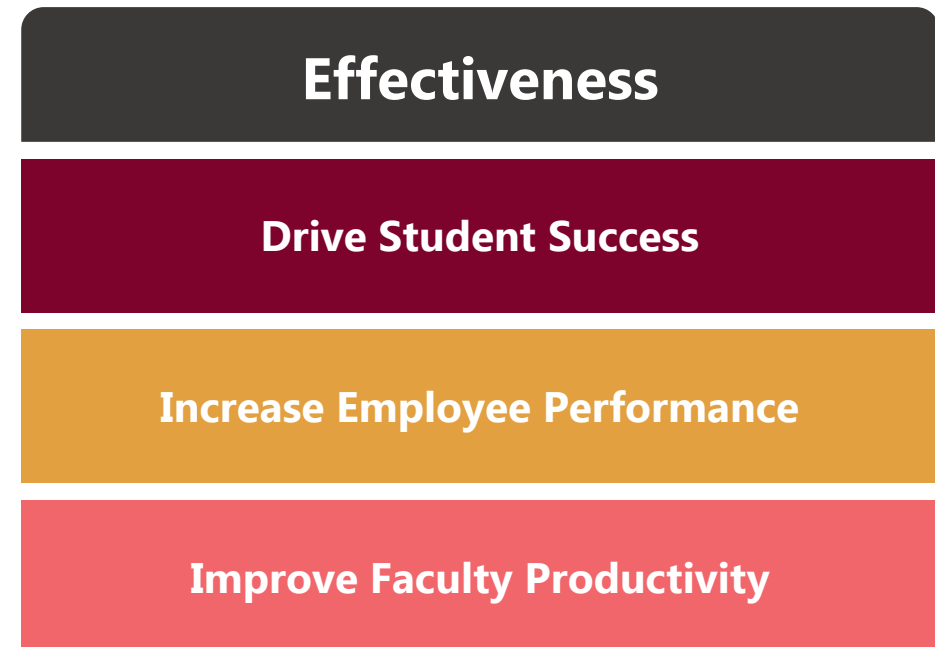 Effectiveness
Drive Student Success
Increase Employee Performance
Improve Faculty Productivity